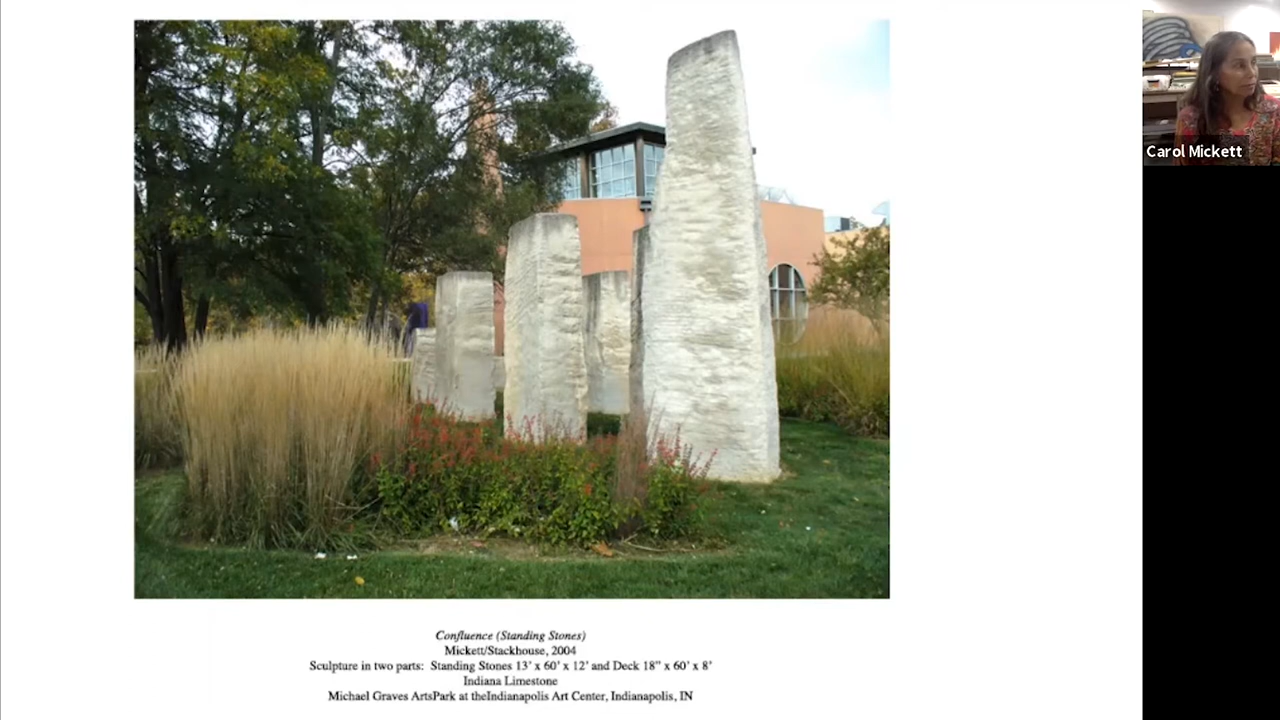 Carol Mickett
Confluence (Standing Stones)
Mickett/Stackhouse, 2004
Sculpture in two parts: Standing Stones 13' x 60' x 12' and Deck 18" x 60' x 8'
Indiana Limestone
Michael Graves ArtsPark at theIndianapolis Art Center, Indianapolis, IN